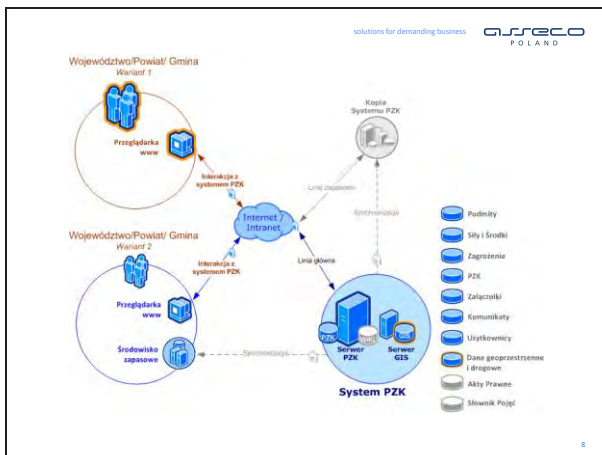 solutions for demanding business
asseco
POLAND
Województwo/Powiat/ Gmina
Wariant 1
Przeglądarka
www
Interakcja z
systemem PZK
Kopia
Systemu PZK
Linia zapasowa
Synchronizacja
Internet /
Intranet
Województwo/Powiat/ Gmina
Wariant 2
Interakcja z
systemem PZK
Linia główna
Przeglądarka
www
Środowisko
zapasowe
Synchronizacja
PZK
GIS
Serwer
PZK
Serwer
GIS
System PZK
Podmity
Siły i Środki
Zagrożenia
PZK
Załączniki
Komunikaty
Użytkownicy
Dane geoprzestrzenne
i drogowe
Akty Prawne
Słownik Pojęć
8